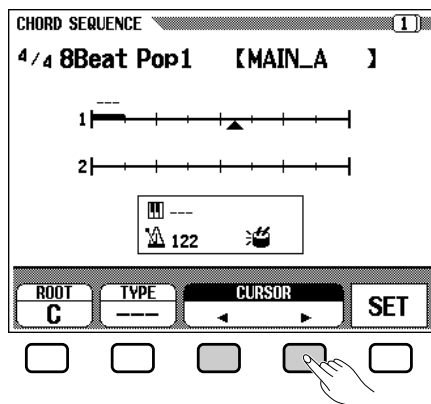 CHORD SEQUENCE 1
4/4 8Beat Pop1 【MAIN_A 】
---
1
2
---
122
ROOT TYPE CURSOR
C --- ◄ ► SET